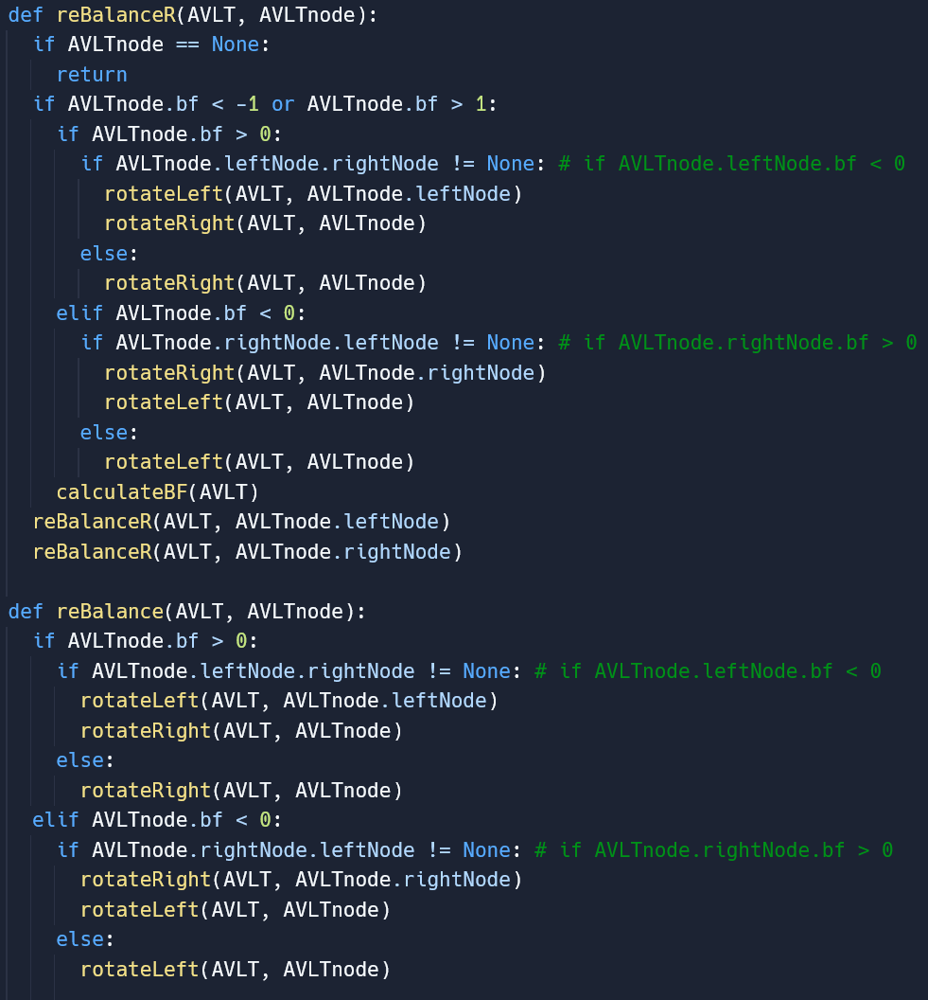 def reBalanceR(AVLT, AVLTnode):
  if AVLTnode == None:
    return
  if AVLTnode.bf < -1 or AVLTnode.bf > 1:
    if AVLTnode.bf > 0:
      if AVLTnode.leftNode.rightNode != None: # if AVLTnode.leftNode.bf < 0
        rotateLeft(AVLT, AVLTnode.leftNode)
        rotateRight(AVLT, AVLTnode)
      else:
        rotateRight(AVLT, AVLTnode)
    elif AVLTnode.bf < 0:
      if AVLTnode.rightNode.leftNode != None: # if AVLTnode.rightNode.bf > 0
        rotateRight(AVLT, AVLTnode.rightNode)
        rotateLeft(AVLT, AVLTnode)
      else:
        rotateLeft(AVLT, AVLTnode)
    calculateBF(AVLT)
  reBalanceR(AVLT, AVLTnode.leftNode)
  reBalanceR(AVLT, AVLTnode.rightNode)

def reBalance(AVLT, AVLTnode):
  if AVLTnode.bf > 0:
    if AVLTnode.leftNode.rightNode != None: # if AVLTnode.leftNode.bf < 0
      rotateLeft(AVLT, AVLTnode.leftNode)
      rotateRight(AVLT, AVLTnode)
    else:
      rotateRight(AVLT, AVLTnode)
  elif AVLTnode.bf < 0:
    if AVLTnode.rightNode.leftNode != None: # if AVLTnode.rightNode.bf > 0
      rotateRight(AVLT, AVLTnode.rightNode)
      rotateLeft(AVLT, AVLTnode)
    else:
      rotateLeft(AVLT, AVLTnode)